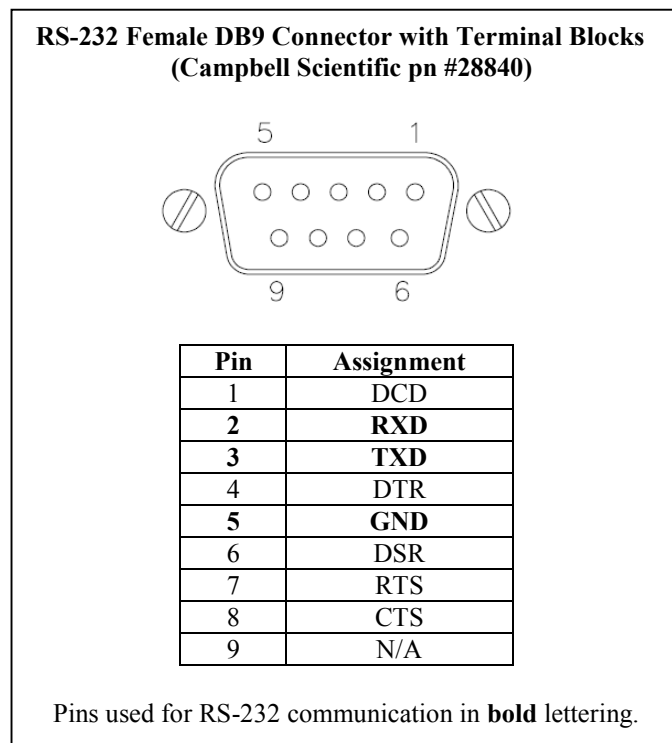 RS-232 Female DB9 Connector with Terminal Blocks
(Campbell Scientific pn #28840)
5 1
9 6
Pin Assignment
1 DCD
2 RXD
3 TXD
4 DTR
5 GND
6 DSR
7 RTS
8 CTS
9 N/A
Pins used for RS-232 communication in bold lettering.